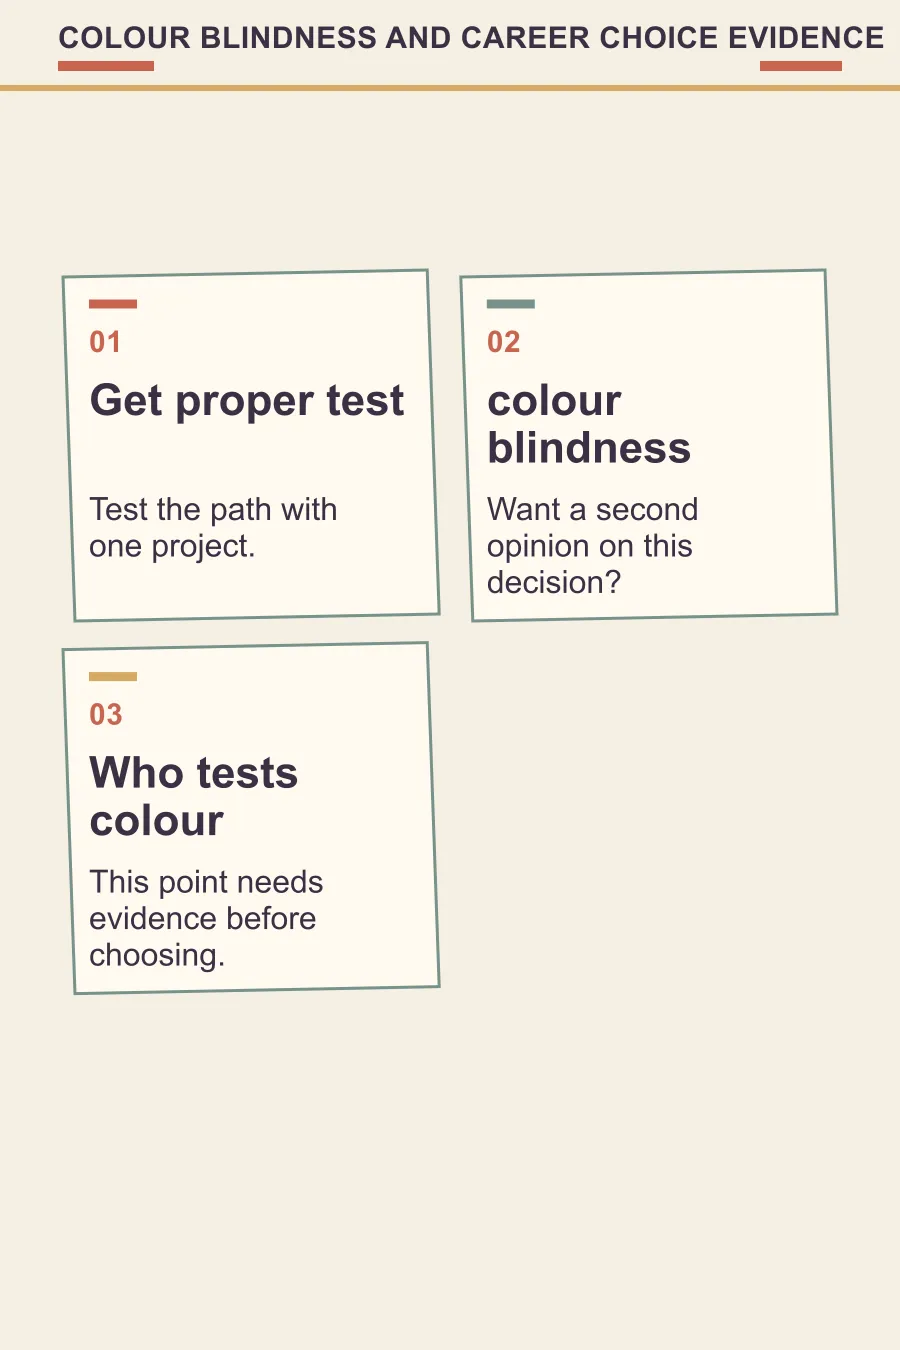 COLOUR BLINDNESS AND CAREER CHOICE EVIDENCE
01
Get proper test
Test the path with
one project.
02
colour
blindness
Want a second
opinion on this
decision?
03
Who tests
colour
This point needs
evidence before
choosing.